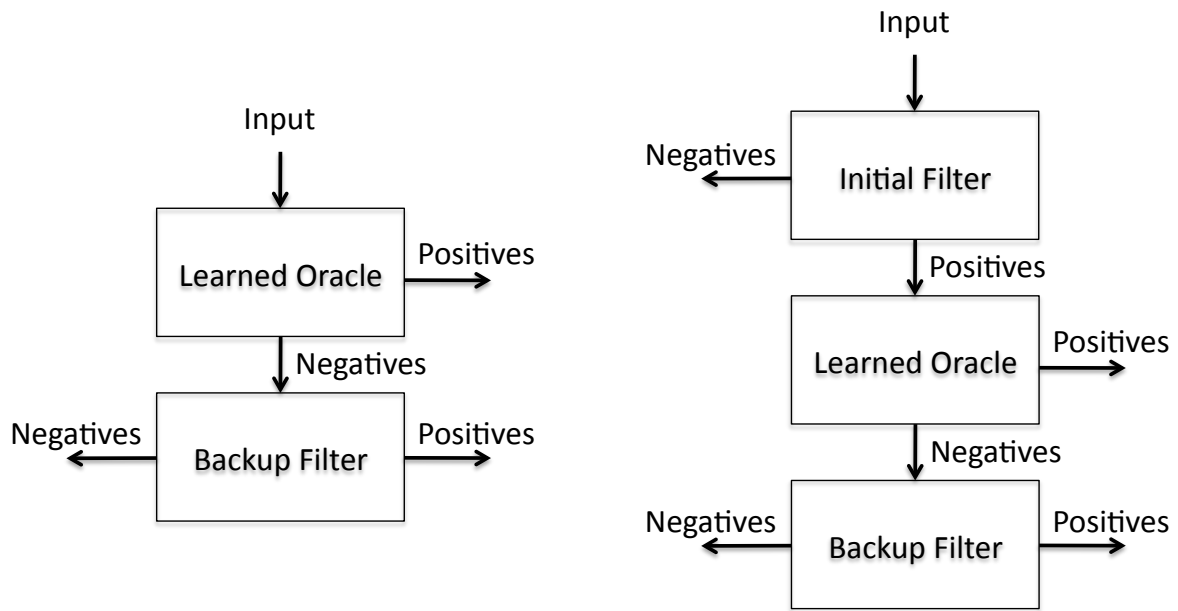 Input
Learned Oracle
Positives
Negatives
Backup Filter
Negatives
Positives
Input
Negatives
Initial Filter
Positives
Learned Oracle
Positives
Negatives
Negatives
Backup Filter
Positives